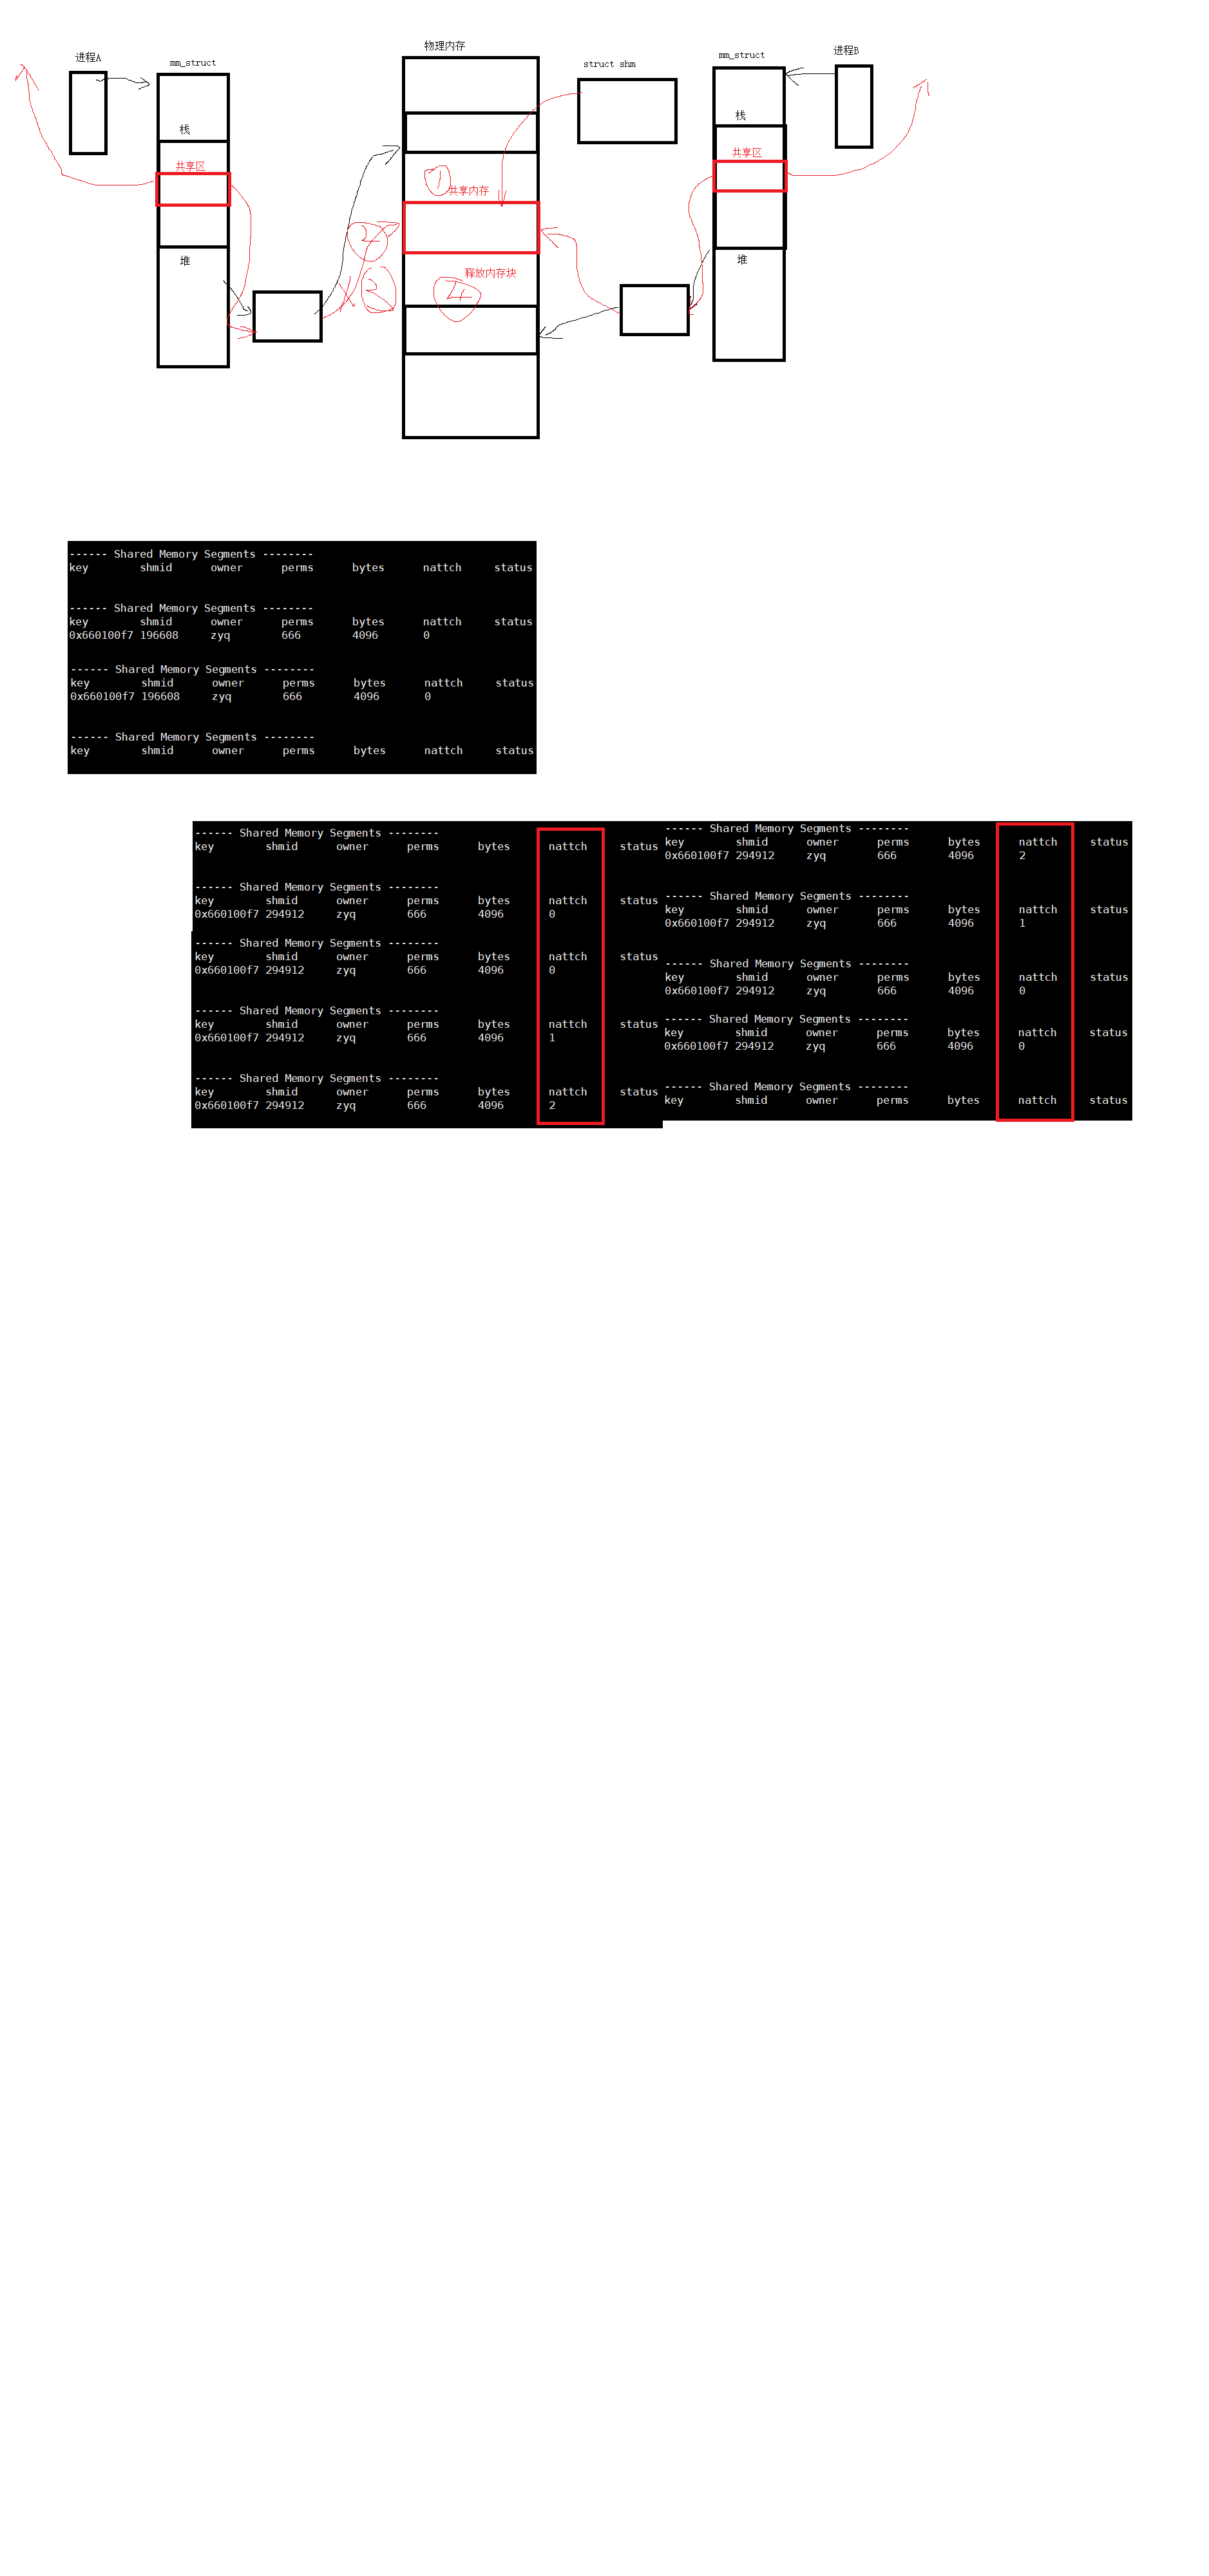 物理内存
进程B
进程A
mm_struct
struct shm
mm_struct
栈
栈
共享区
共享区
①
共享内存
②
堆
堆
释放内存块
③
④
------ Shared Memory Segments --------
key shmid owner perms bytes nattch status
------ Shared Memory Segments --------
key shmid owner perms bytes nattch status
0x660100f7 196608 zyq 666 4096 0
------ Shared Memory Segments --------
key shmid owner perms bytes nattch status
0x660100f7 196608 zyq 666 4096 0
------ Shared Memory Segments --------
key shmid owner perms bytes nattch status
------ Shared Memory Segments --------
key shmid owner perms bytes nattch status
------ Shared Memory Segments --------
key shmid owner perms bytes nattch status
0x660100f7 294912 zyq 666 4096 0
------ Shared Memory Segments --------
key shmid owner perms bytes nattch status
0x660100f7 294912 zyq 666 4096 0
------ Shared Memory Segments --------
key shmid owner perms bytes nattch status
0x660100f7 294912 zyq 666 4096 1
------ Shared Memory Segments --------
key shmid owner perms bytes nattch status
0x660100f7 294912 zyq 666 4096 2
------ Shared Memory Segments --------
key shmid owner perms bytes nattch status
0x660100f7 294912 zyq 666 4096 2
------ Shared Memory Segments --------
key shmid owner perms bytes nattch status
0x660100f7 294912 zyq 666 4096 1
------ Shared Memory Segments --------
key shmid owner perms bytes nattch status
0x660100f7 294912 zyq 666 4096 0
------ Shared Memory Segments --------
key shmid owner perms bytes nattch status
0x660100f7 294912 zyq 666 4096 0
------ Shared Memory Segments --------
key shmid owner perms bytes nattch status